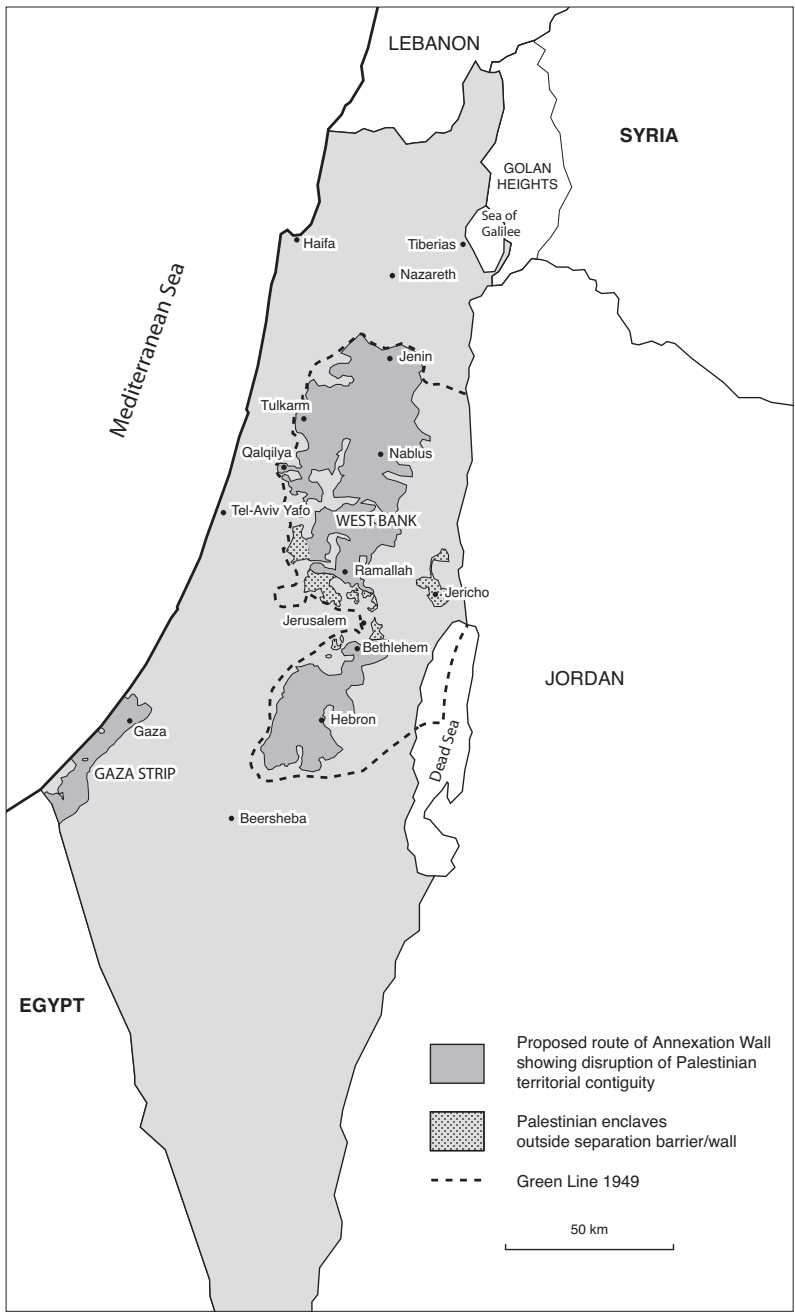 LEBANON
SYRIA
GOLAN
HEIGHTS
Sea of
Galilee
Haifa
Tiberias
Nazareth
Mediterranean Sea
Jenin
Tulkarm
Qalqilya
Nablus
Tel-Aviv Yafo
WEST BANK
Ramallah
Jericho
Jerusalem
Bethlehem
JORDAN
Hebron
Gaza
Dead Sea
GAZA STRIP
Beersheba
EGYPT
Proposed route of Annexation Wall
showing disruption of Palestinian
territorial contiguity
Palestinian enclaves
outside separation barrier/wall
Green Line 1949
50 km